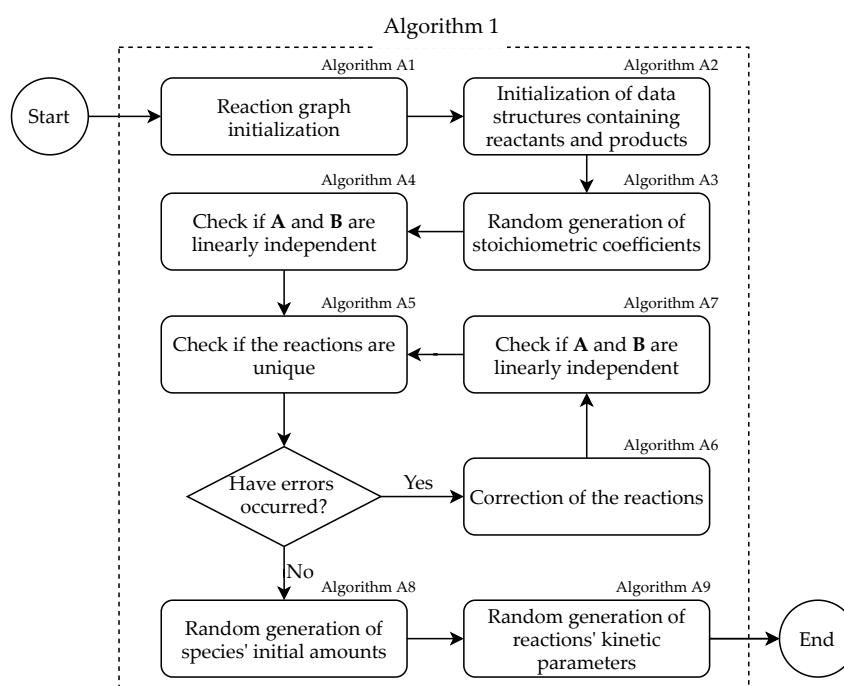 Algorithm 1
Algorithm A1
Algorithm A2
Start
Reaction graph
initialization
Initialization of data
structures containing
reactants and products
Algorithm A4
Algorithm A3
Check if A and B are
linearly independent
Random generation of
stoichiometric coefficients
Algorithm A5
Algorithm A7
Check if the reactions are
unique
Check if A and B are
linearly independent
Algorithm A6
Have errors
occurred?
Yes
Correction of the reactions
No
Algorithm A8
Algorithm A9
Random generation of
species' initial amounts
Random generation of
reactions' kinetic
parameters
End